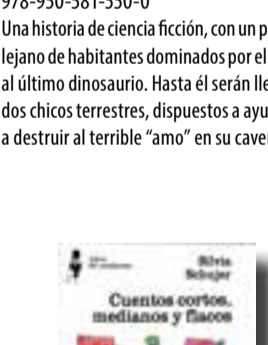 978-950-581-550-0
Una historia de ciencia ficción, con un p
lejano de habitantes dominados por el
al último dinosaurio. Hasta él serán lle
dos chicos terrestres, dispuestos a ayu
a destruir al terrible “amo” en su caver
Silvia
Schujer
Cuentos cortos,
medianos y flacos